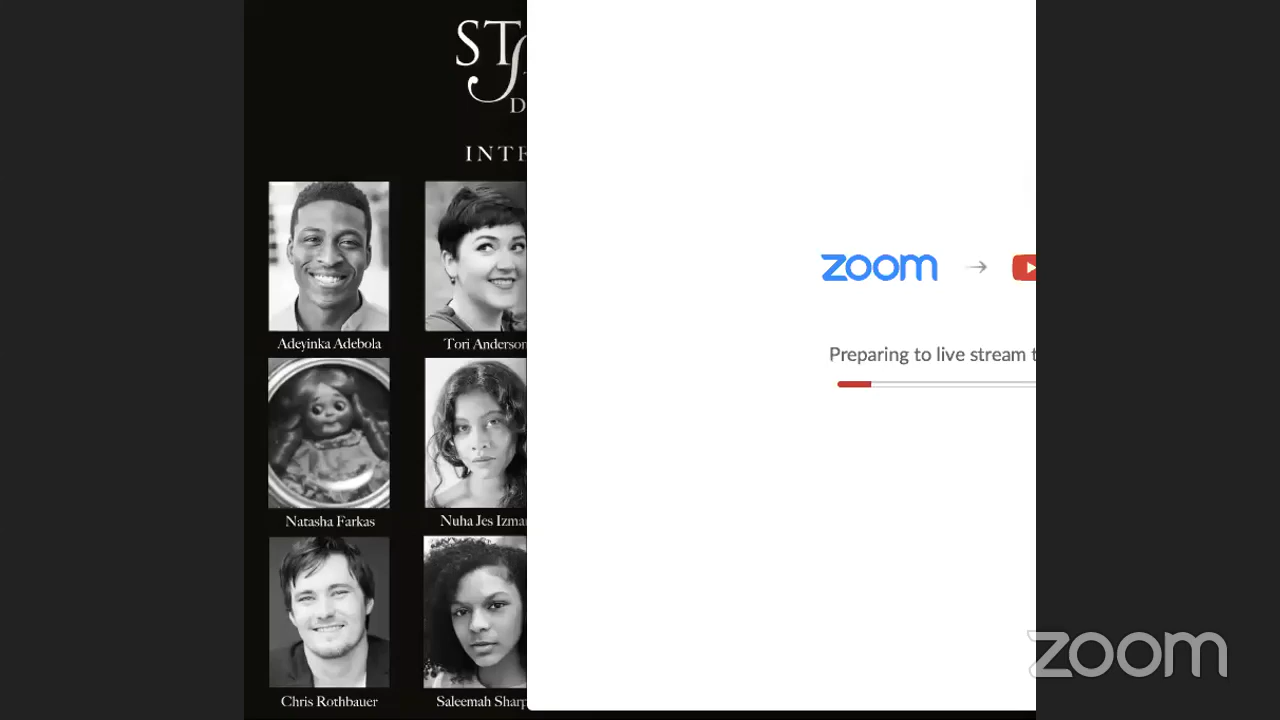 ST
D
INTE
zoom
Adeyinka Adebola
Tori Anderson
Preparing to live stream t
Natasha Farkas
Nuha Jes Izma
Chris Rothbauer
Saleemah Sharp
zoom